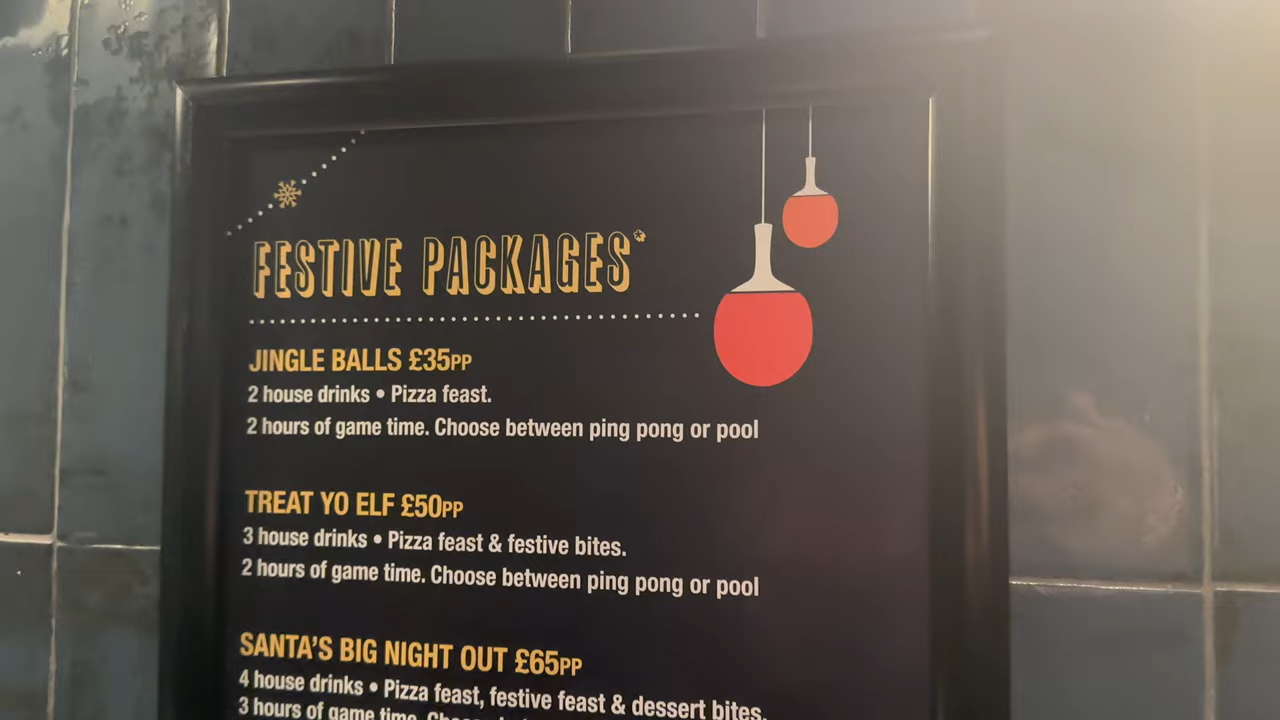 FESTIVE PACKAGES*
JINGLE BALLS £35PP
2 house drinks • Pizza feast.
2 hours of game time. Choose between ping pong or pool
TREAT YO ELF £50PP
3 house drinks • Pizza feast & festive bites.
2 hours of game time. Choose between ping pong or pool
SANTA'S BIG NIGHT OUT £65PP
4 house drinks • Pizza feast, festive feast & dessert bites.
3 hours of game time.